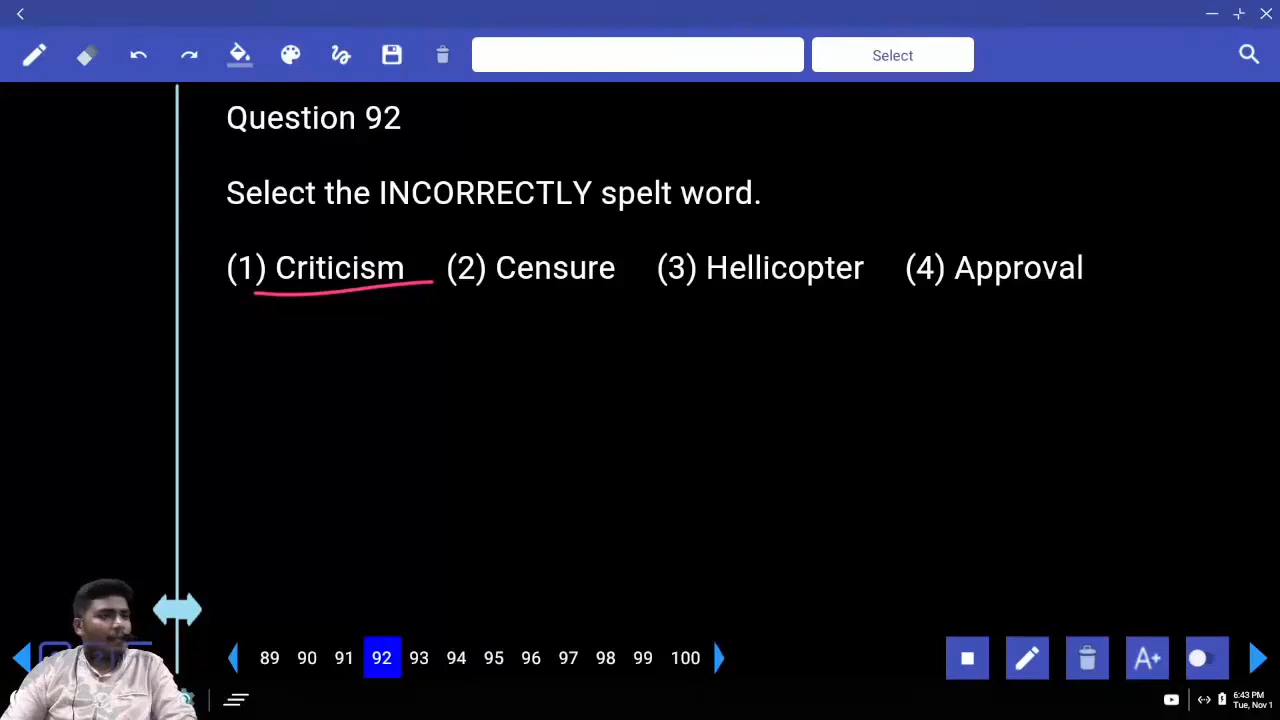 Select
Question 92
Select the INCORRECTLY spelt word.
(1) Criticism (2) Censure (3) Hellicopter (4) Approval
89 90 91 92 93 94 95 96 97 98 99 100
A+
6:43 PM
Tue, Nov 1